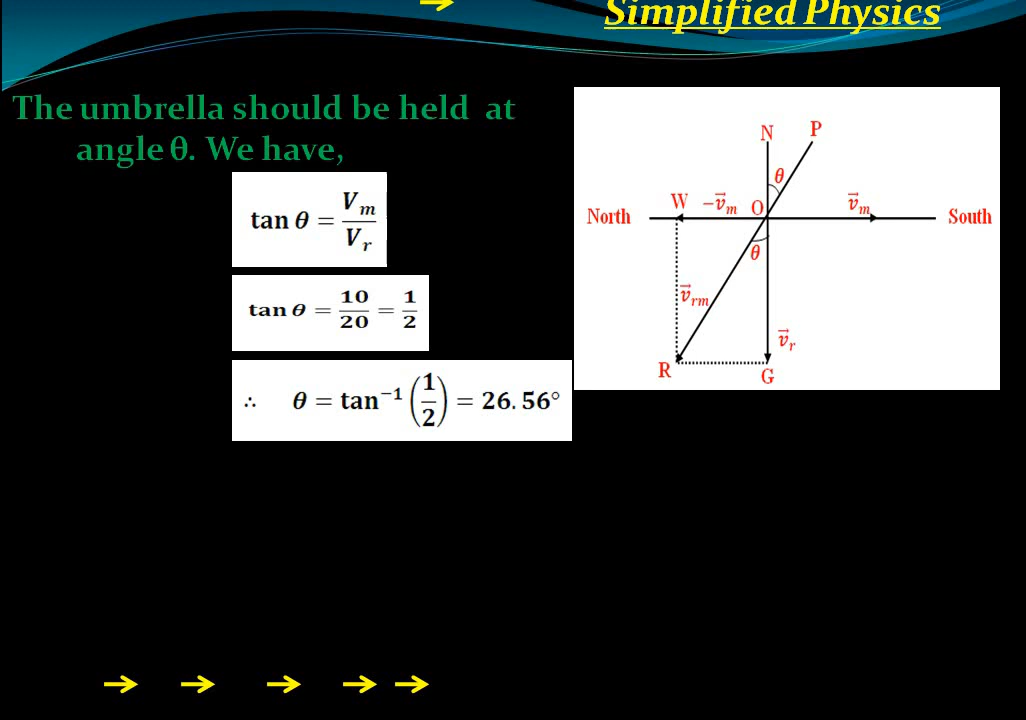 Simplified Physics
The umbrella should be held at
angle θ. We have,
tan θ = V_m / V_r
tan θ = 10/20 = 1/2
∴ θ = tan⁻¹ (1/2) = 26.56°
N P
θ
W −v⃗_m O v⃗_m
North South
θ
v⃗_rm
v⃗_r
R G